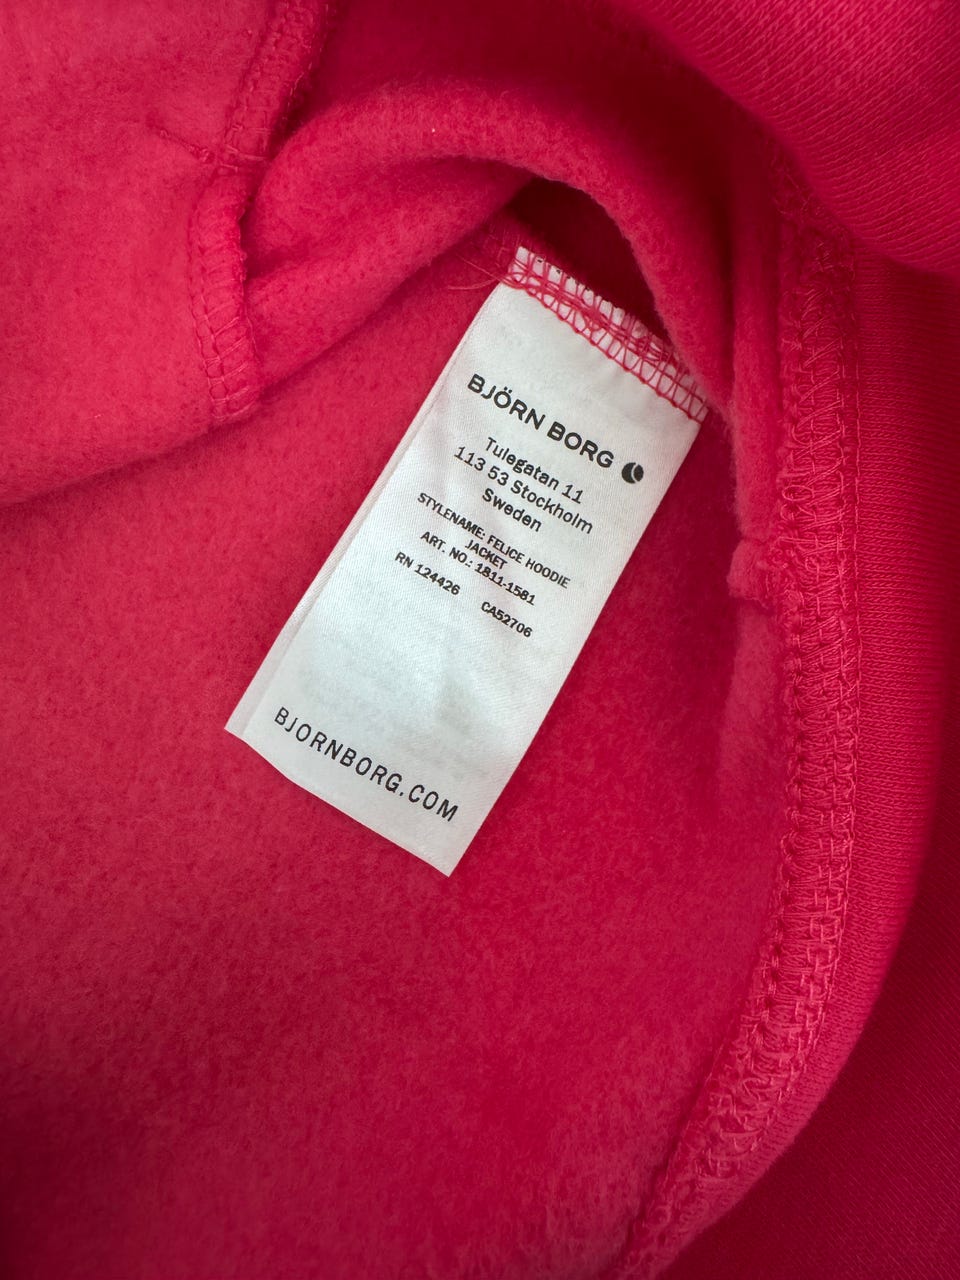 BJÖRN BORG
Tulegatan 11
113 53 Stockholm
Sweden
STYLENAME: FELICE HOODIE
JACKET
ART. NO.: 1811-1581
RN 124426 CA52706
BJORNBORG.COM